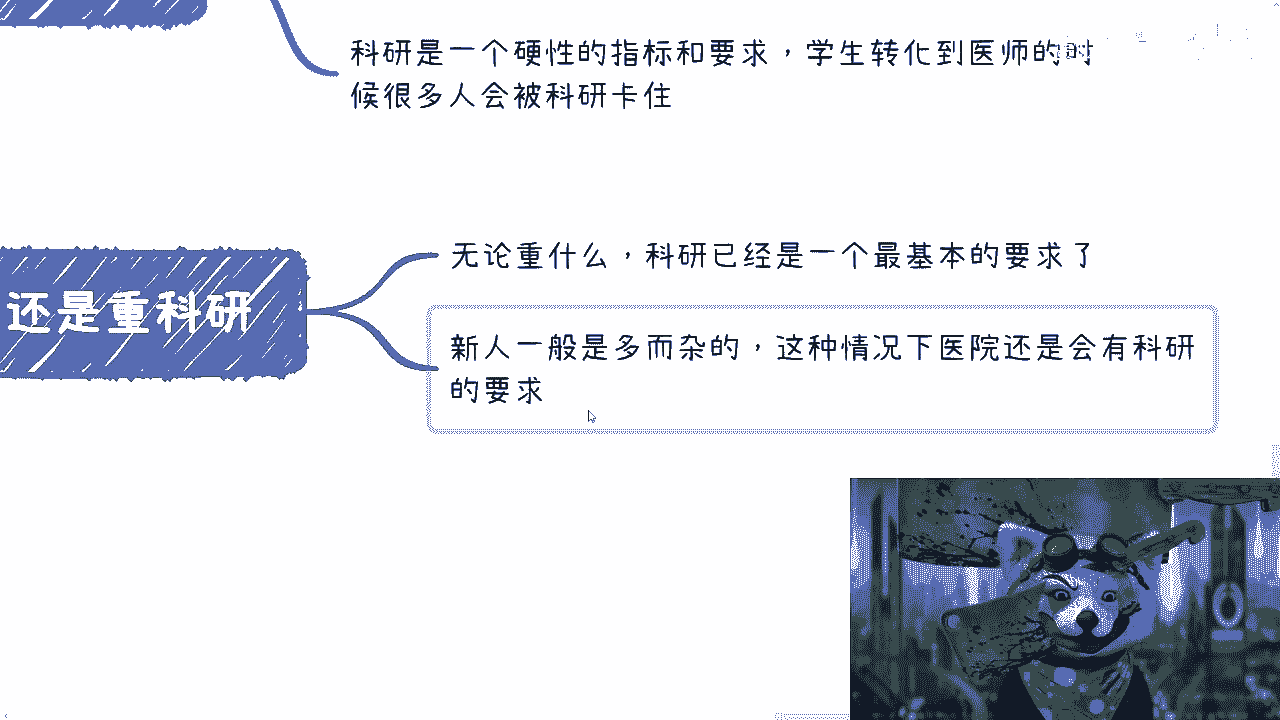 科研是一个硬性的指标和要求，学生转化到医师的时
候很多人会被科研卡住
无论重什么，科研已经是一个最基本的要求了
还是重科研
新人一般是多而杂的，这种情况下医院还是会有科研
的要求